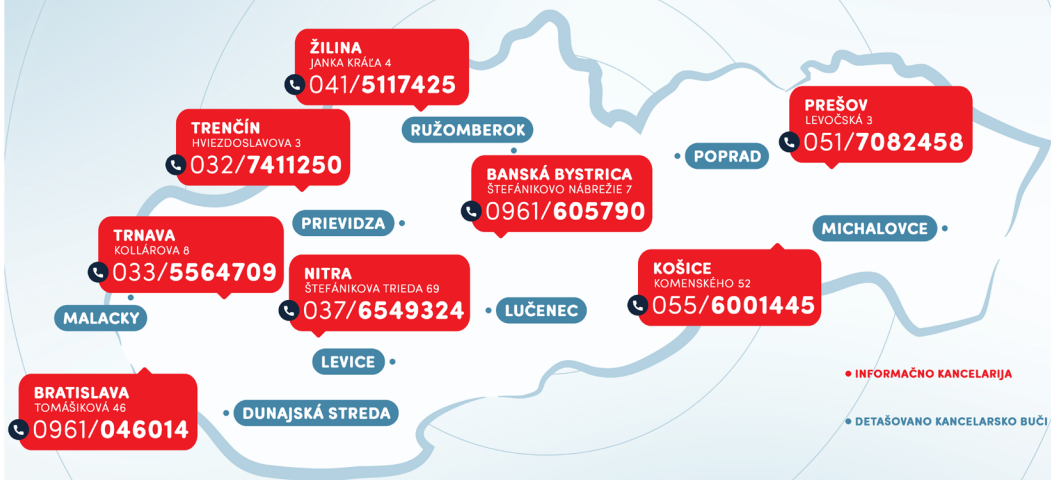 ŽILINA
JANKA KRÁĽA 4
041/5117425
TRENČÍN
HVIEZDOSLAVOVA 3
032/7411250
RUŽOMBEROK
PREŠOV
LEVOČSKÁ 3
051/7082458
POPRAD
BANSKÁ BYSTRICA
ŠTEFÁNIKOVO NÁBREŽIE 7
0961/605790
PRIEVIDZA
MICHALOVCE
TRNAVA
KOLLÁROVA 8
033/5564709
NITRA
ŠTEFÁNIKOVA TRIEDA 69
037/6549324
KOŠICE
KOMENSKÉHO 52
055/6001445
MALACKY
LUČENEC
LEVICE
BRATISLAVA
TOMÁŠIKOVÁ 46
0961/046014
DUNAJSKÁ STREDA
INFORMAČNO KANCELARIJA
DETAŠOVANO KANCELARSKO BUČI